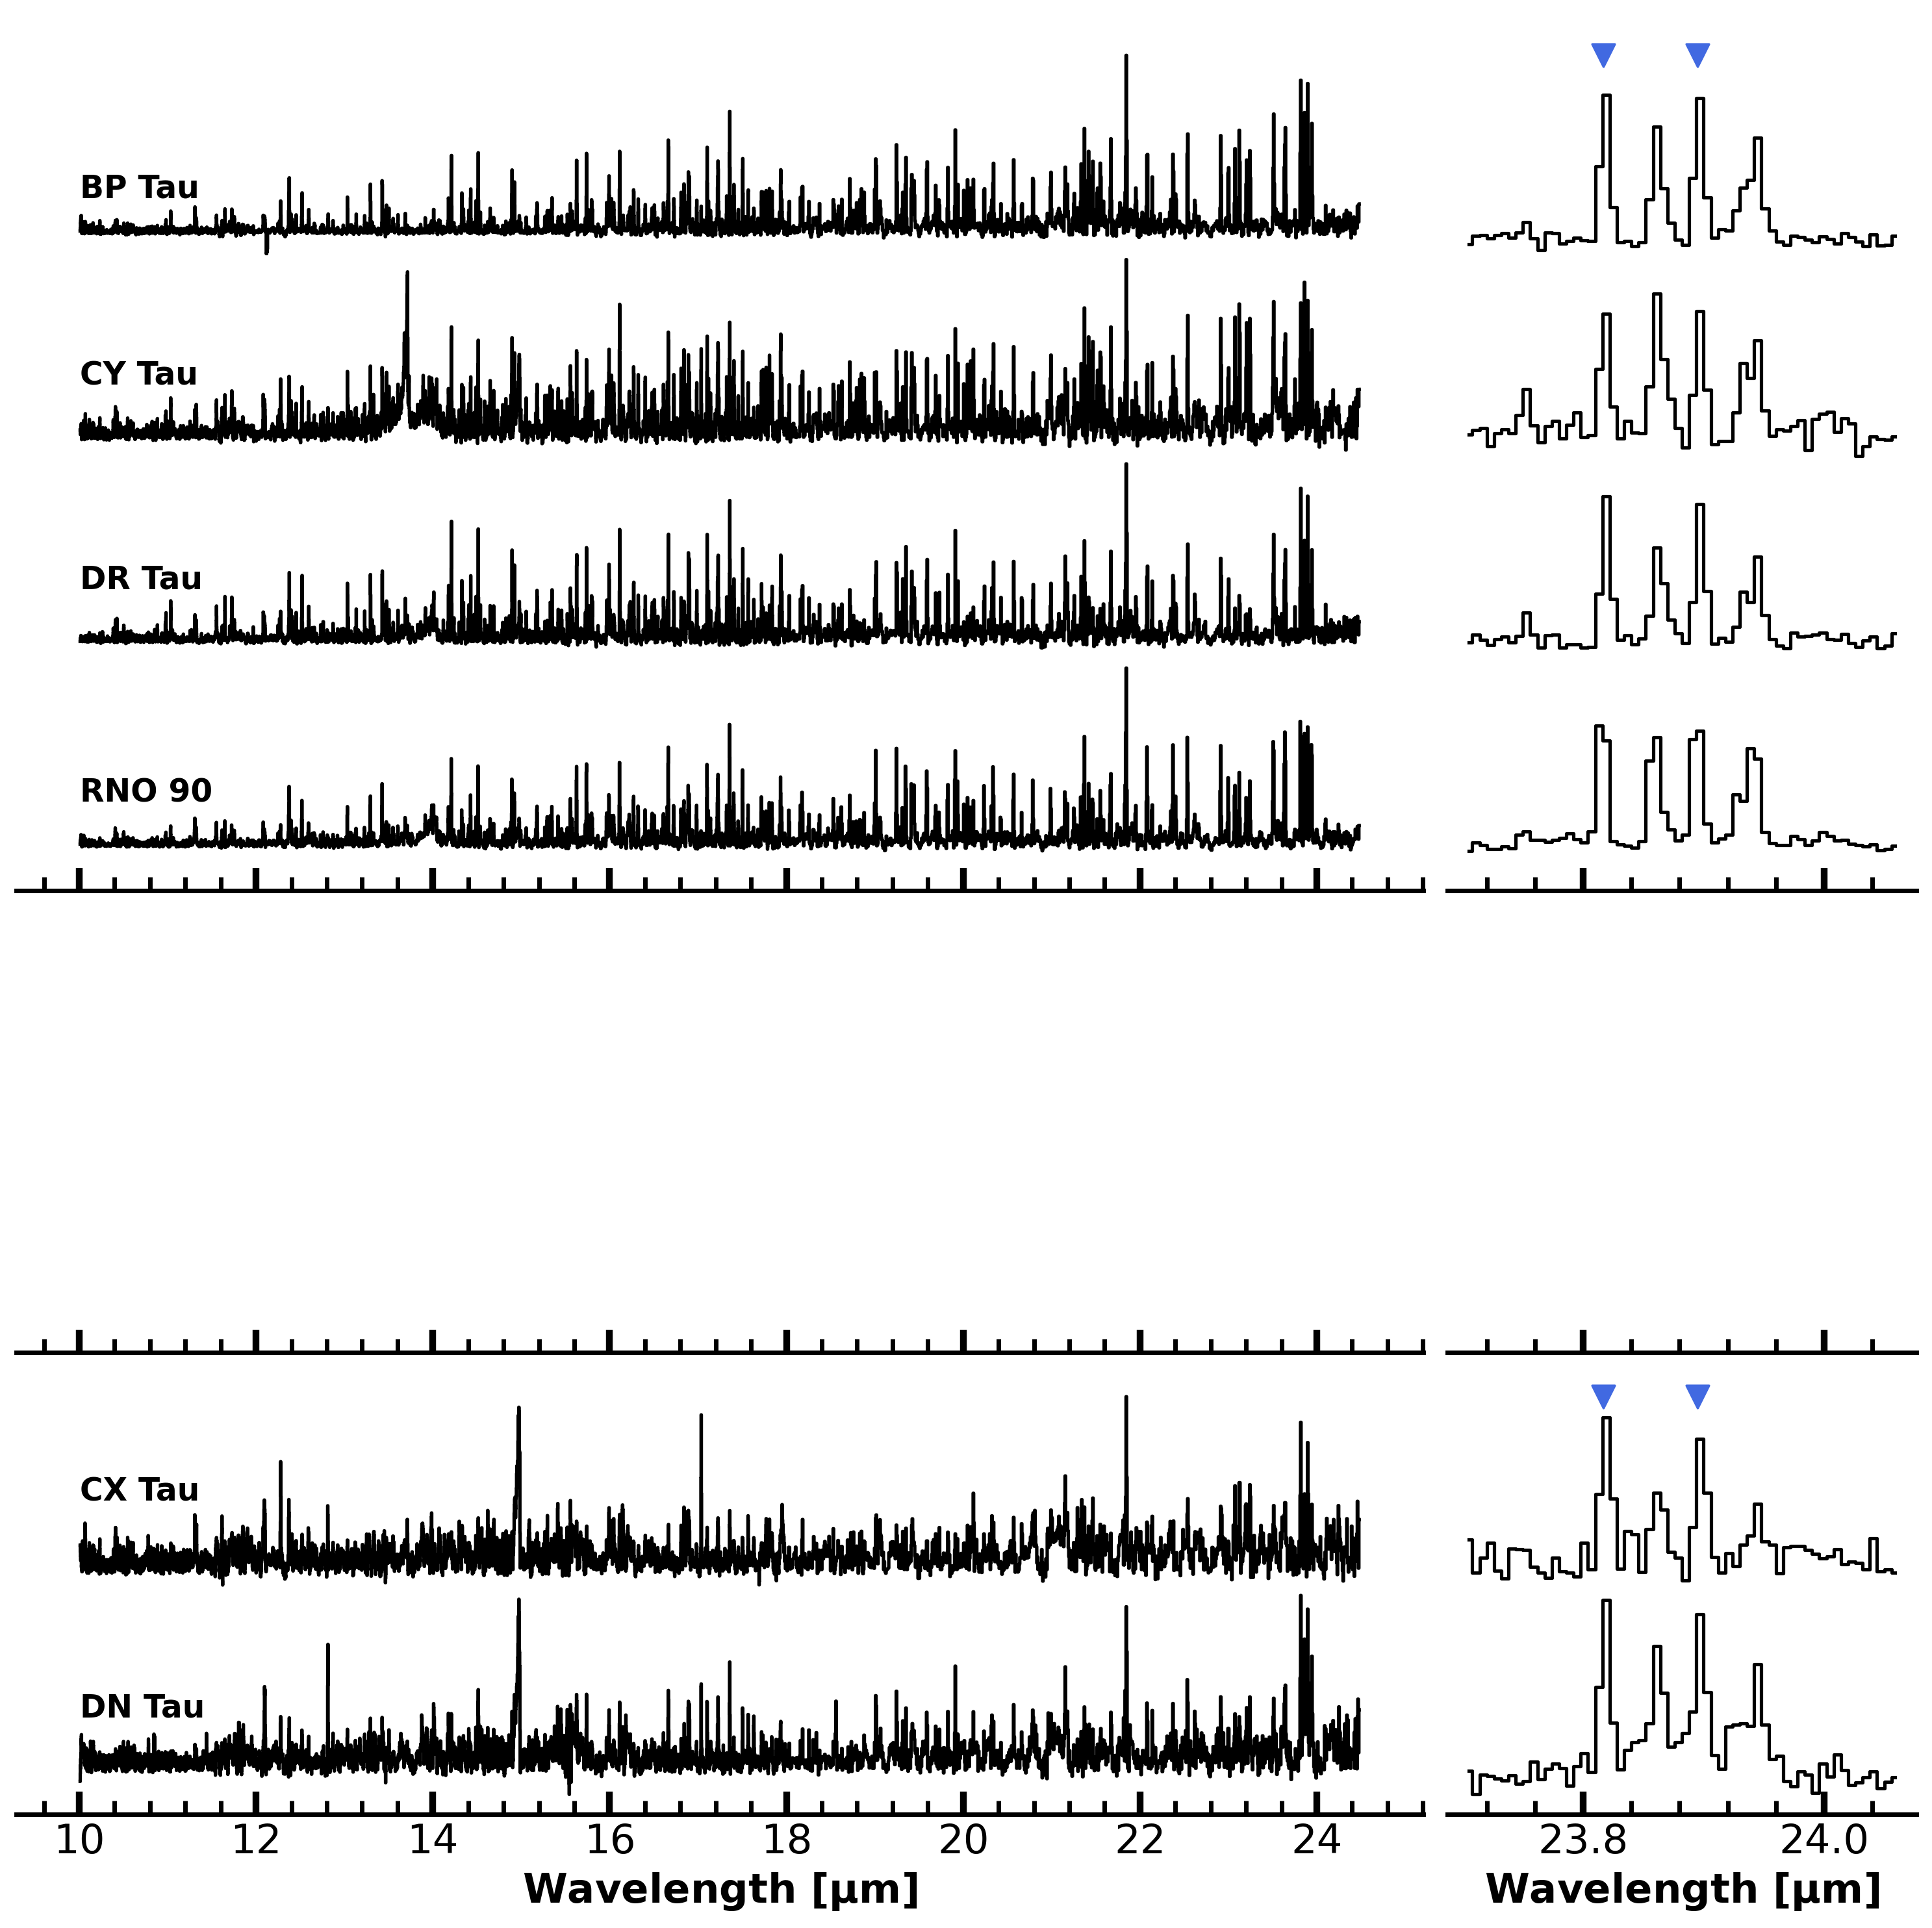 BP Tau
CY Tau
DR Tau
RNO 90
CX Tau
DN Tau
10 12 14 16 18 20 22 24 23.8 24.0
Wavelength [μm] Wavelength [μm]